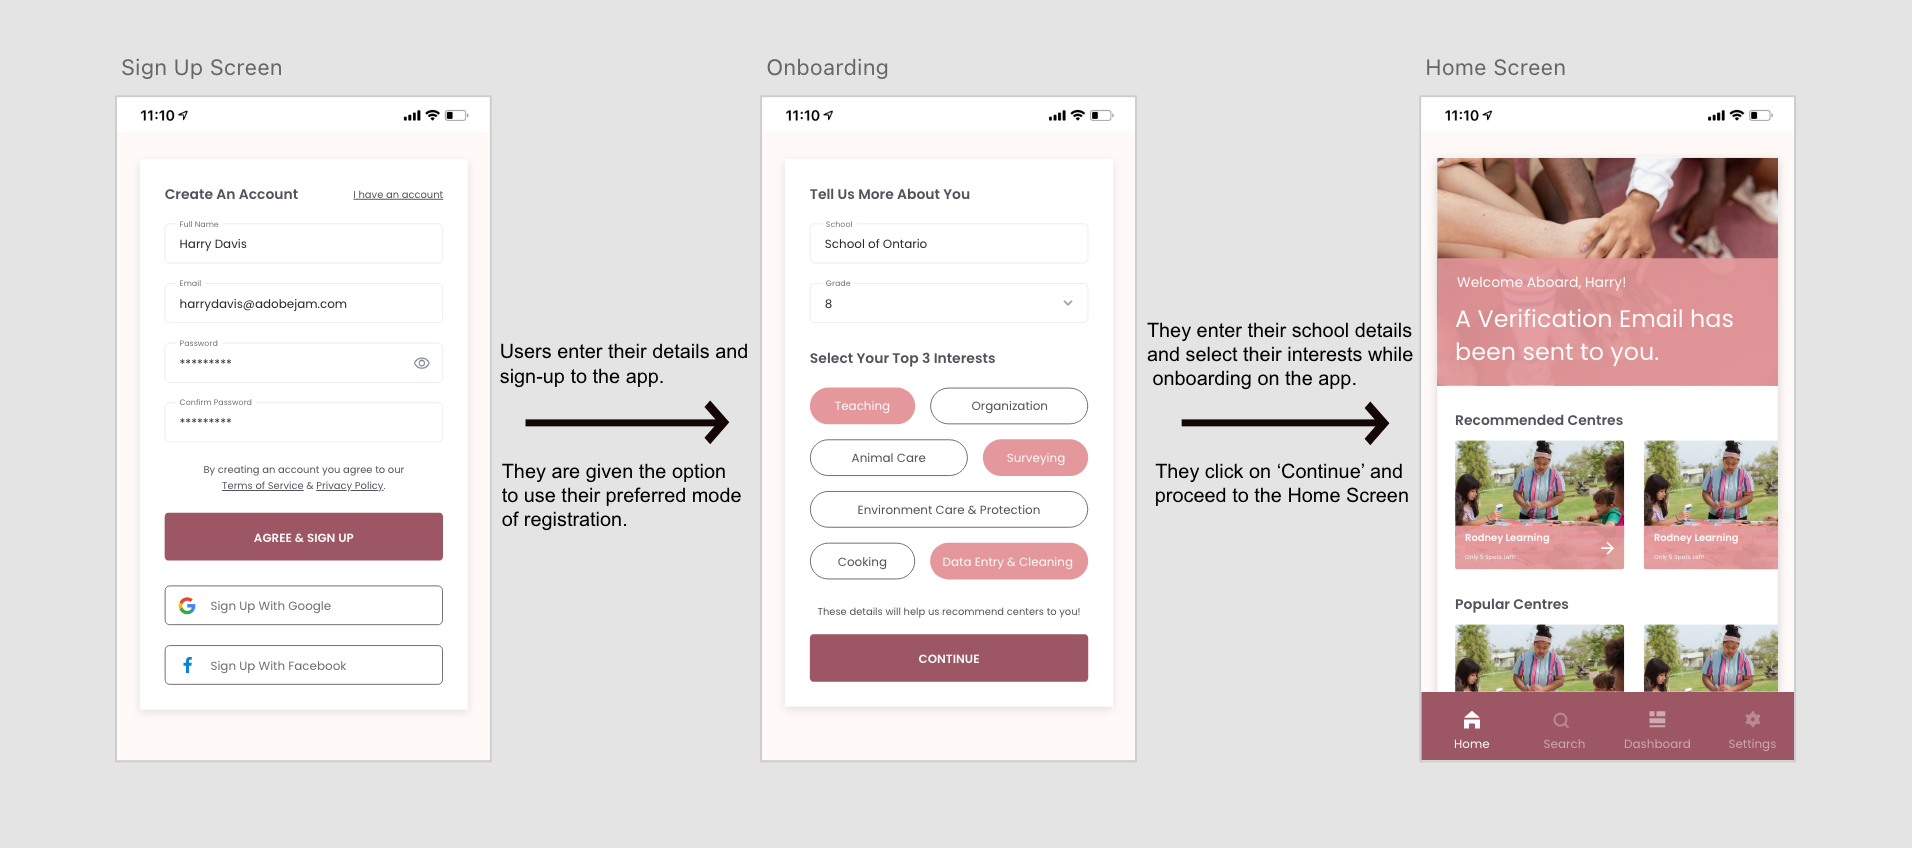 Sign Up Screen
11:10
Create An Account
I have an account
Full Name
Harry Davis
Email
harrydavis@adobejam.com
Password
*********
Confirm Password
*********
By creating an account you agree to our
Terms of Service & Privacy Policy.
AGREE & SIGN UP
Sign Up With Google
Sign Up With Facebook
Users enter their details and
sign-up to the app.
They are given the option
to use their preferred mode
of registration.
Onboarding
11:10
Tell Us More About You
School
School of Ontario
Grade
8
Select Your Top 3 Interests
Teaching
Organization
Animal Care
Surveying
Environment Care & Protection
Cooking
Data Entry & Cleaning
These details will help us recommend centers to you!
CONTINUE
They enter their school details
and select their interests while
onboarding on the app.
They click on ‘Continue’ and
proceed to the Home Screen
Home Screen
11:10
Welcome Aboard, Harry!
A Verification Email has
been sent to you.
Recommended Centres
Rodney Learning
Only 5 Spots Left!
Rodney Learning
Only 5 Spots Left!
Popular Centres
Home
Search
Dashboard
Settings